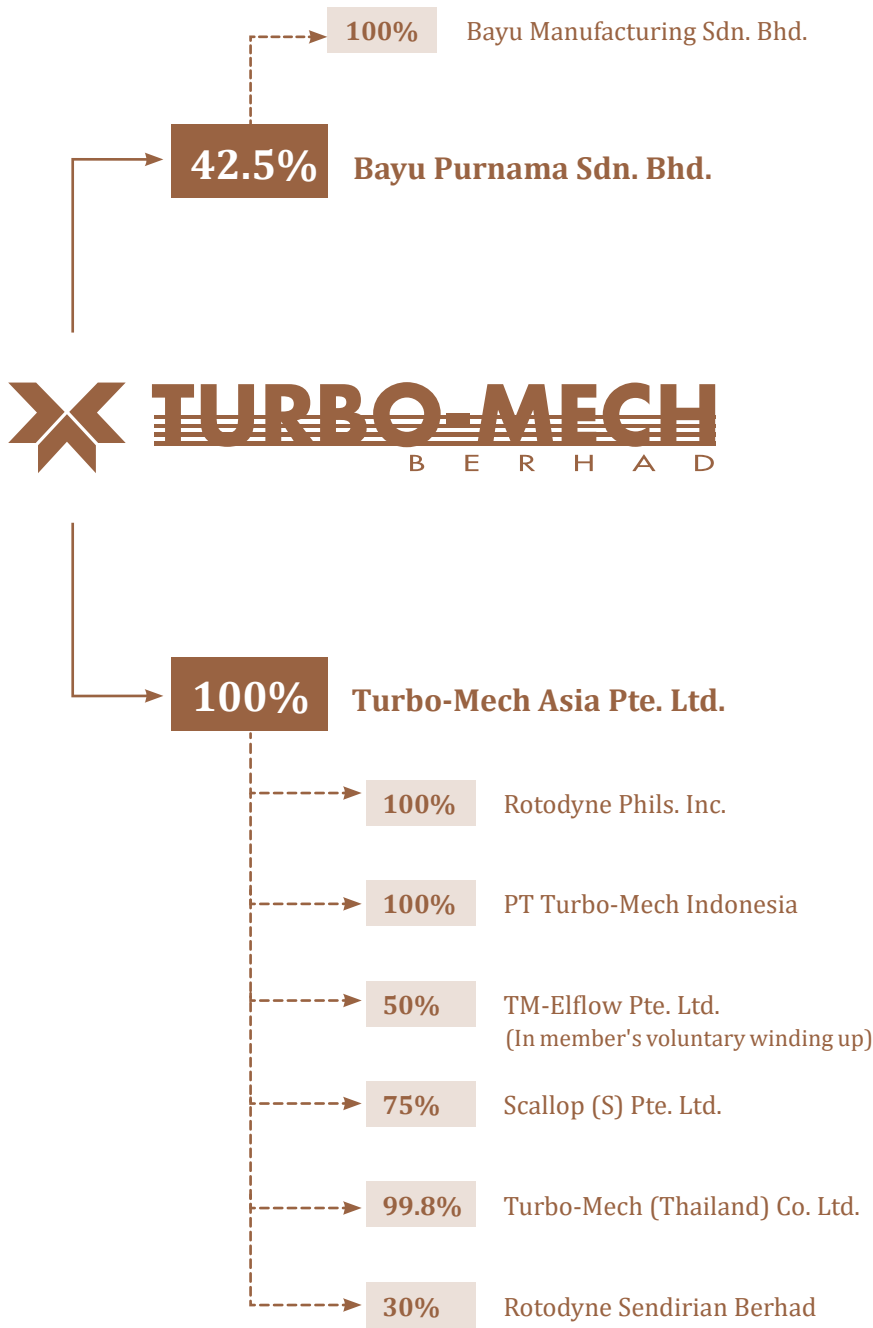 100% Bayu Manufacturing Sdn. Bhd.
42.5% Bayu Purnama Sdn. Bhd.
TURBO-MECH
BERHAD
100% Turbo-Mech Asia Pte. Ltd.
100% Rotodyne Phils. Inc.
100% PT Turbo-Mech Indonesia
50% TM-Elflow Pte. Ltd.
(In member's voluntary winding up)
75% Scallop (S) Pte. Ltd.
99.8% Turbo-Mech (Thailand) Co. Ltd.
30% Rotodyne Sendirian Berhad